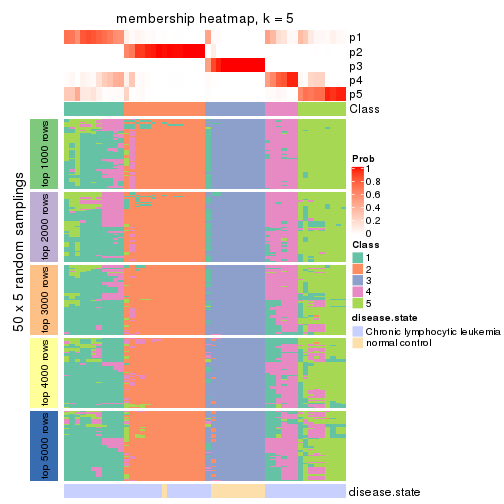 membership heatmap, k = 5
p1
p2
p3
p4
p5
Class
50 x 5 random samplings
top 1000 rows
top 2000 rows
top 3000 rows
top 4000 rows
top 5000 rows
disease.state
Prob
1
0.8
0.6
0.4
0.2
0
Class
1
2
3
4
5
disease.state
Chronic lymphocytic leukemia
normal control